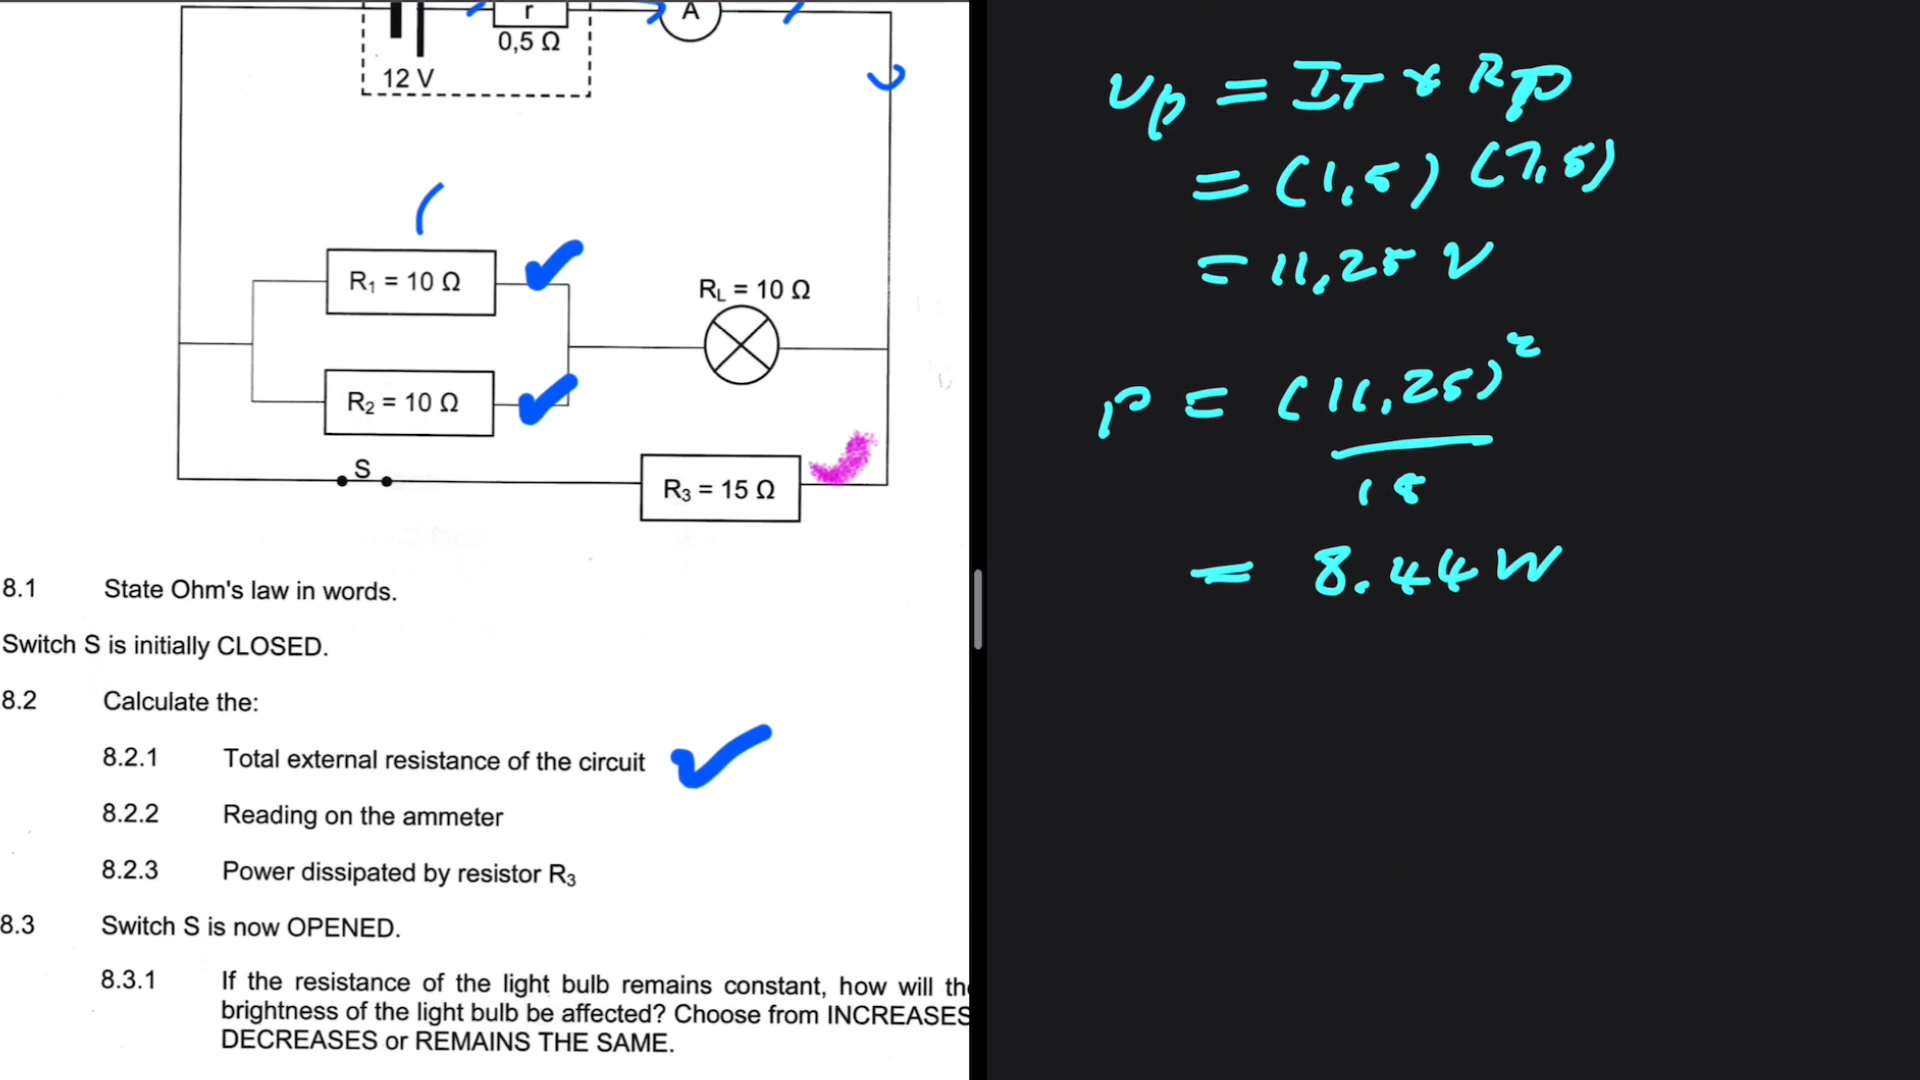 r
A
0,5 Ω
12 V
R₁ = 10 Ω
R₂ = 10 Ω
R_L = 10 Ω
S
R₃ = 15 Ω
8.1 State Ohm's law in words.
Switch S is initially CLOSED.
8.2 Calculate the:
8.2.1 Total external resistance of the circuit
8.2.2 Reading on the ammeter
8.2.3 Power dissipated by resistor R₃
8.3 Switch S is now OPENED.
8.3.1 If the resistance of the light bulb remains constant, how will the
brightness of the light bulb be affected? Choose from INCREASES
DECREASES or REMAINS THE SAME.
Vp = IT × Rp
= (1,5) (7,5)
= 11,25 V
P = (11,25)²
15
= 8.44 W